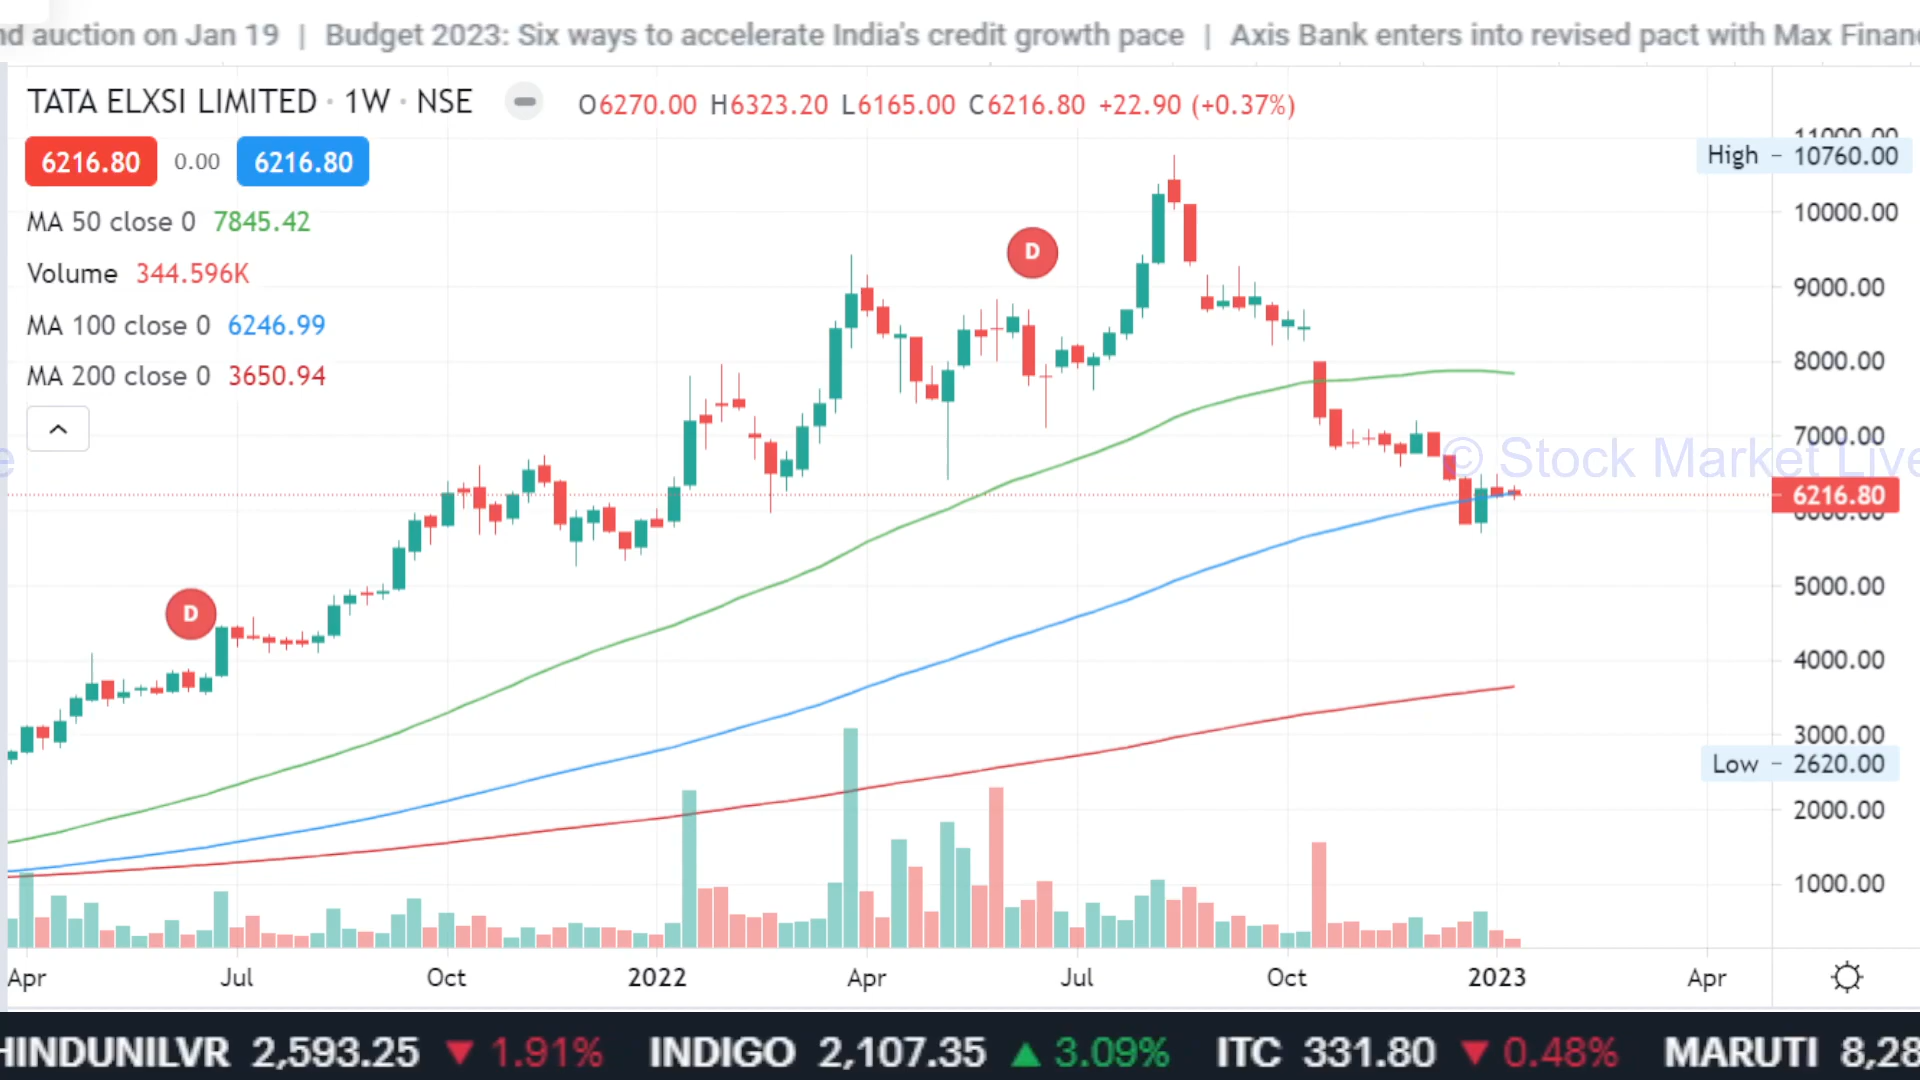 auction on Jan 19 | Budget 2023: Six ways to accelerate India's credit growth pace | Axis Bank enters into revised pact with Max
TATA ELXSI LIMITED · 1W · NSE O6270.00 H6323.20 L6165.00 C6216.80 +22.90 (+0.37%)
6216.80 0.00 6216.80
MA 50 close 0 7845.42
Volume 344.596K
MA 100 close 0 6246.99
MA 200 close 0 3650.94
D
D
11000.00
High - 10760.00
10000.00
9000.00
8000.00
7000.00
© Stock Market Live
6216.80
6000.00
5000.00
4000.00
3000.00
Low - 2620.00
2000.00
1000.00
Apr Jul Oct 2022 Apr Jul Oct 2023 Apr
HINDUNILVR 2,593.25 ▼ 1.91% INDIGO 2,107.35 ▲ 3.09% ITC 331.80 ▼ 0.48% MARUTI 8,28